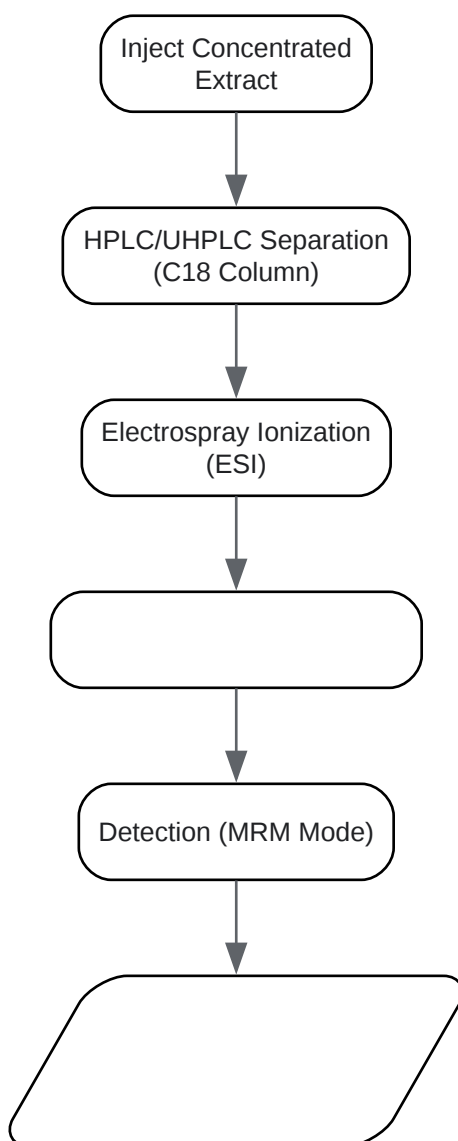 Inject Concentrated
Extract
HPLC/UHPLC Separation
(C18 Column)
Electrospray Ionization
(ESI)
Detection (MRM Mode)